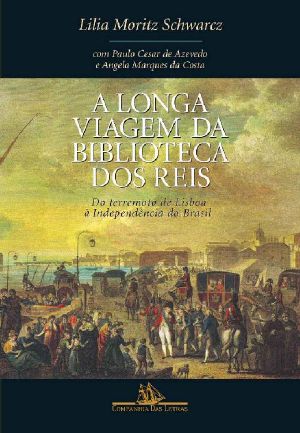 Lilia Moritz Schwarcz
com Paulo Cesar de Azevedo
e Angela Marques da Costa
A LONGA
VIAGEM DA
BIBLIOTECA
DOS REIS
Do terremoto de Lisboa
à Independência do Brasil
COMPANHIA DAS LETRAS